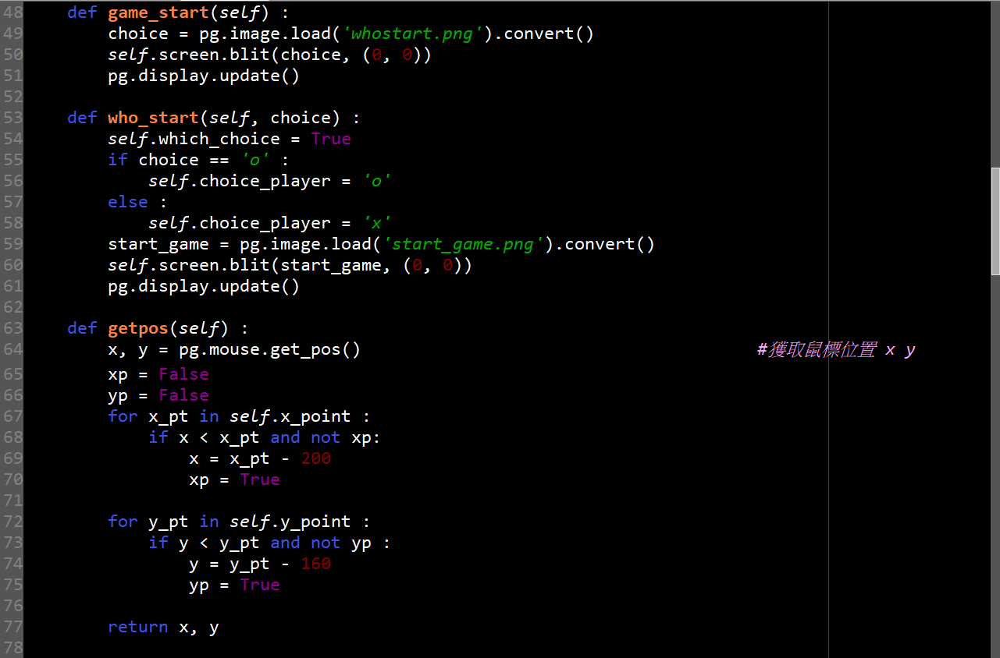 48 def game_start(self) :
49 choice = pg.image.load('whostart.png').convert()
50 self.screen.blit(choice, (0, 0))
51 pg.display.update()
52
53 def who_start(self, choice) :
54 self.which_choice = True
55 if choice == 'o' :
56 self.choice_player = 'o'
57 else :
58 self.choice_player = 'x'
59 start_game = pg.image.load('start_game.png').convert()
60 self.screen.blit(start_game, (0, 0))
61 pg.display.update()
62
63 def getpos(self) :
64 x, y = pg.mouse.get_pos() #獲取鼠標位置 x y
65 xp = False
66 yp = False
67 for x_pt in self.x_point :
68 if x < x_pt and not xp:
69 x = x_pt - 200
70 xp = True
71
72 for y_pt in self.y_point :
73 if y < y_pt and not yp :
74 y = y_pt - 160
75 yp = True
76
77 return x, y
78